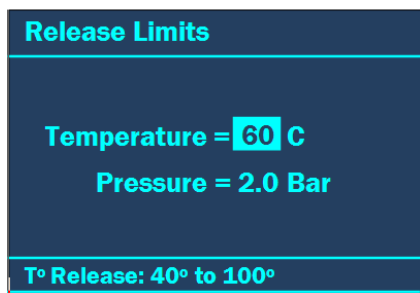 Release Limits
Temperature = 60 C
Pressure = 2.0 Bar
Tº Release: 40º to 100º